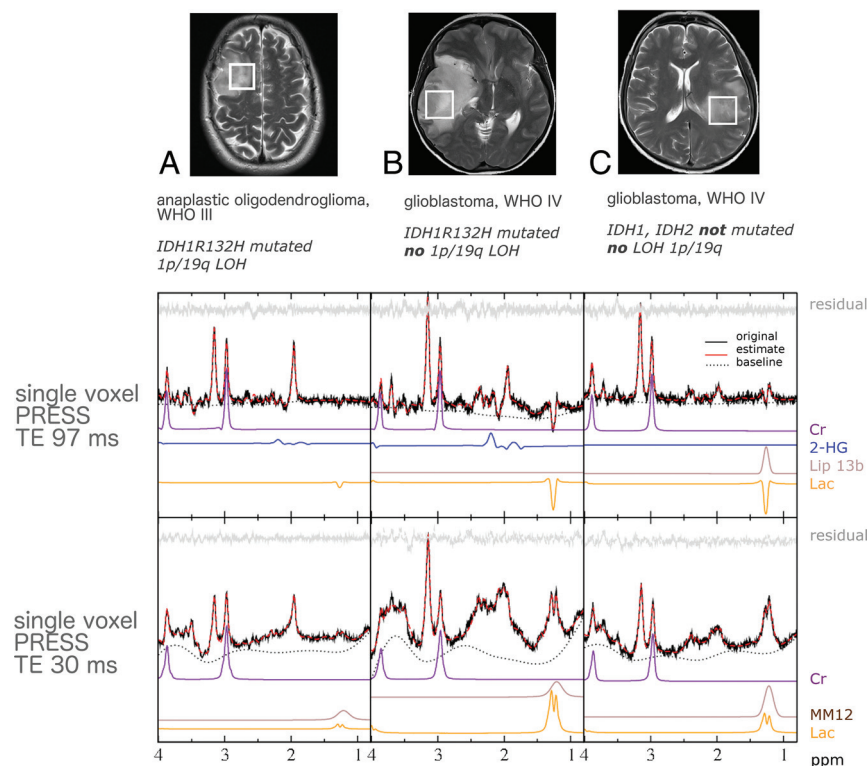 A
B
C
anaplastic oligodendroglioma,
WHO III
IDH1R132H mutated
1p/19q LOH
glioblastoma, WHO IV
IDH1R132H mutated
no 1p/19q LOH
glioblastoma, WHO IV
IDH1, IDH2 not mutated
no LOH 1p/19q
single voxel
PRESS
TE 97 ms
residual
original
estimate
baseline
Cr
2-HG
Lip 13b
Lac
single voxel
PRESS
TE 30 ms
residual
Cr
MM12
Lac
4 3 2 1 4 3 2 1 4 3 2 1
ppm